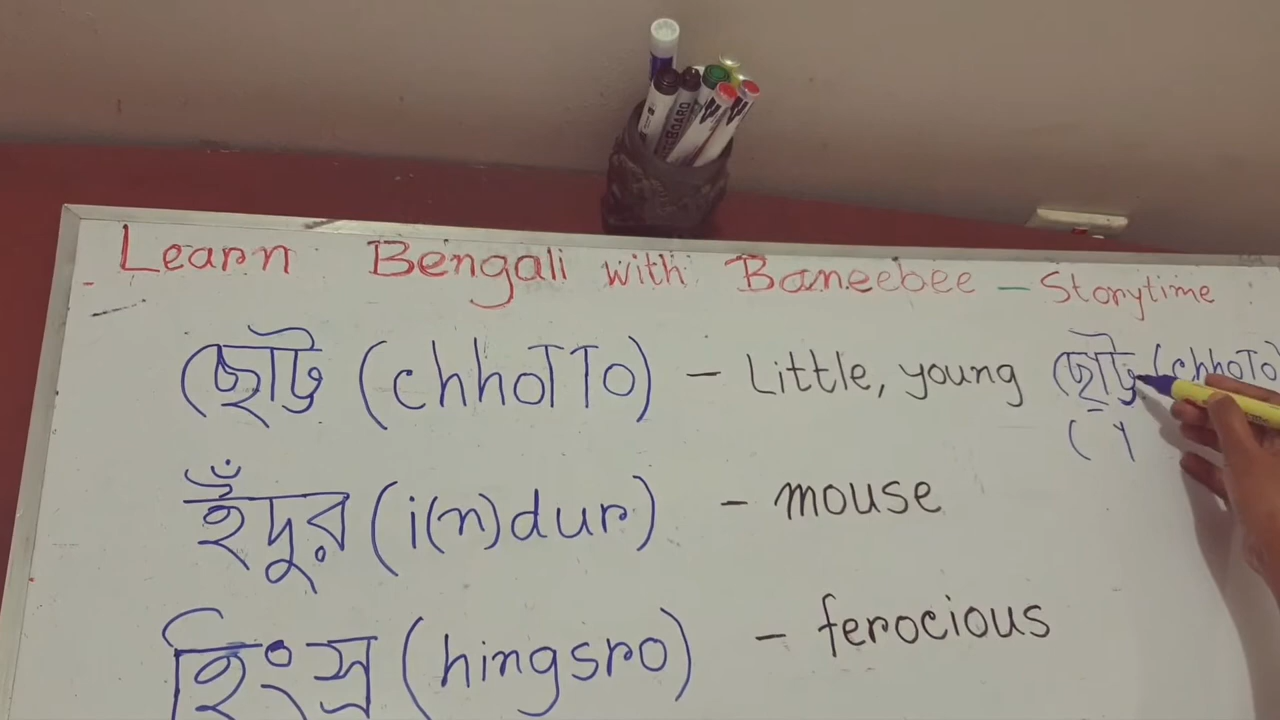 Learn Bengali with Baneebee - Storytime :
ছোট্ট (chhoTTo) - Little, young ছোট্ট (chhoTo)
( )
ইঁদুর (i(n)dur) - mouse
হিংস্র (hingsro) - ferocious